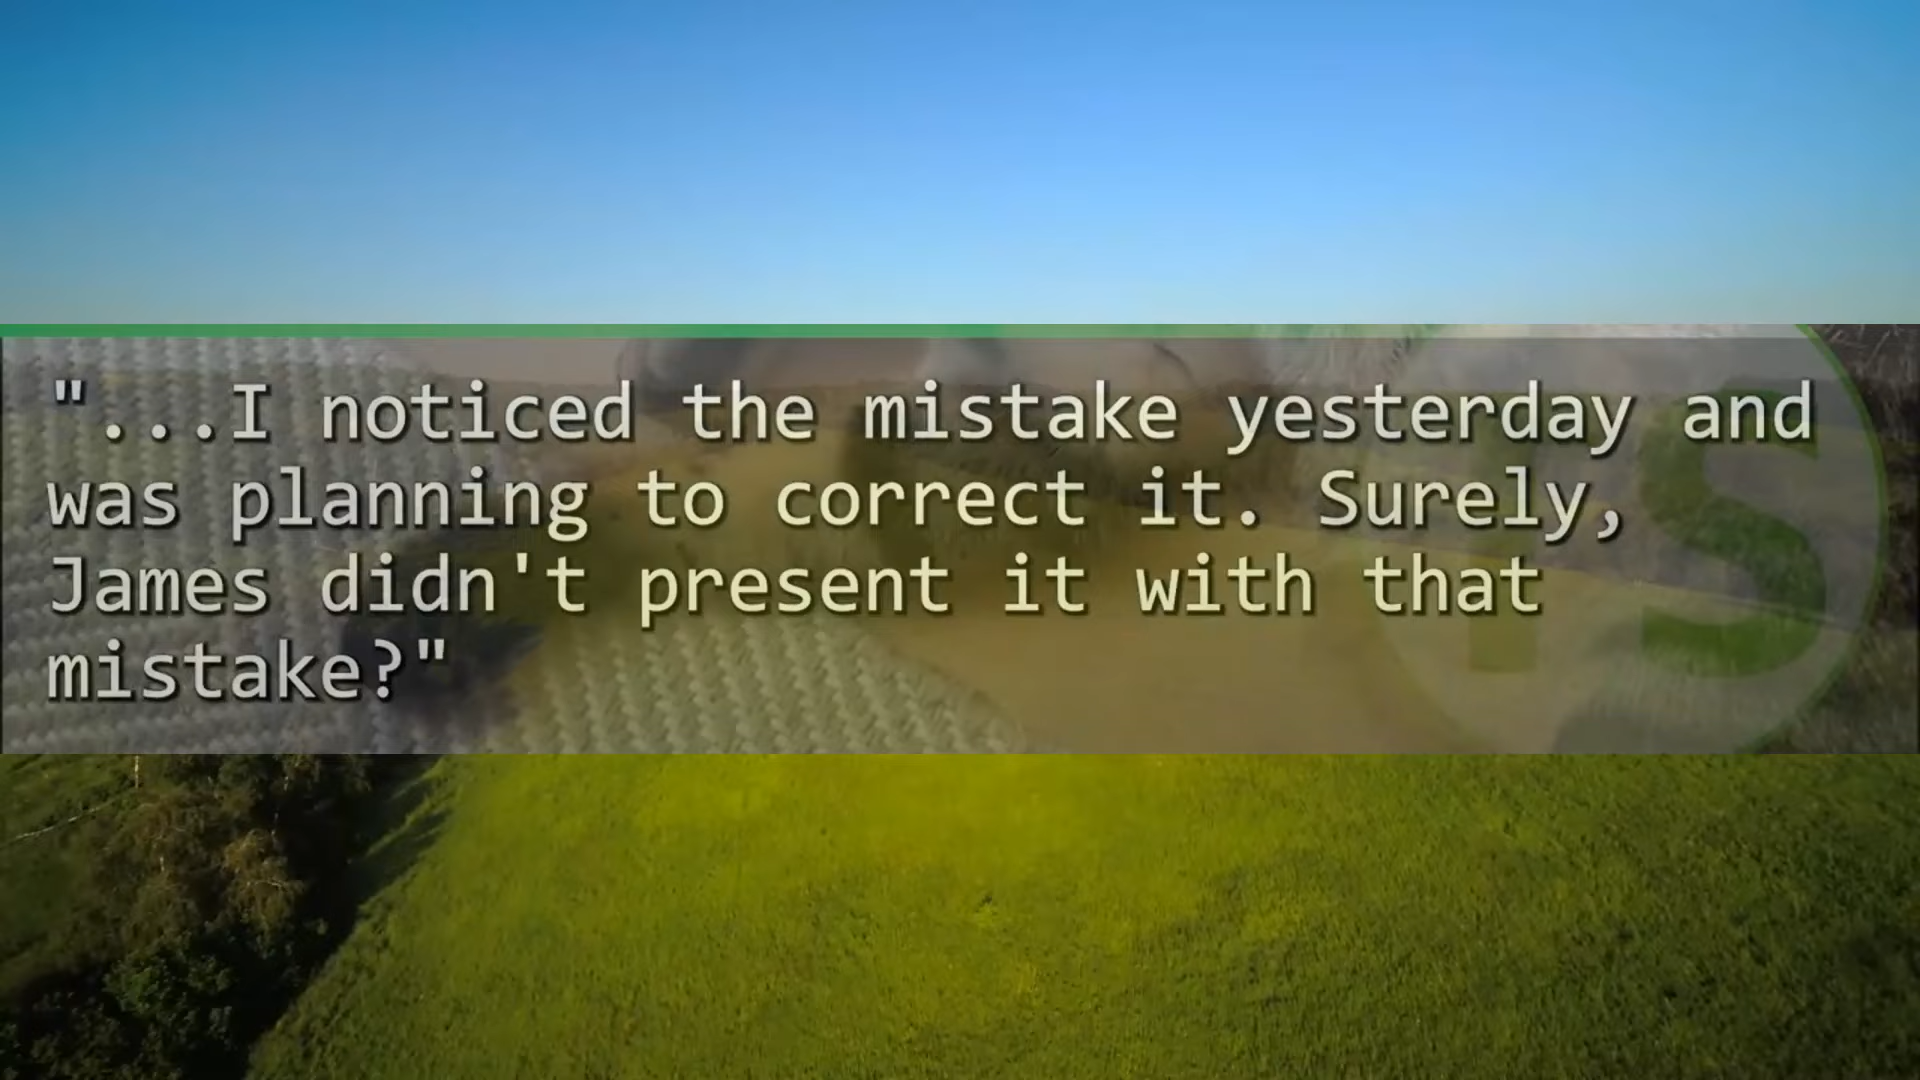 "...I noticed the mistake yesterday and
was planning to correct it. Surely,
James didn't present it with that
mistake?"